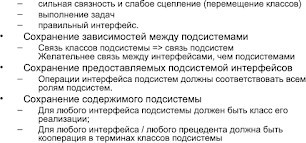 – сильная связность и слабое сцепление (перемещение классов)
– выполнение задач
– правильный интерфейс.
• Сохранение зависимостей между подсистемами
– Связь классов подсистемы => связь подсистем
Желательнее связь между интерфейсами, чем подсистемами
• Сохранение предоставляемых подсистемой интерфейсов
– Операции интерфейса подсистем должны соответствовать всем
ролям подсистем.
• Сохранение содержимого подсистемы
– Для любого интерфейса подсистемы должен быть класс его
реализации;
– Для любого интерфейса / любого прецедента должна быть
кооперация в терминах классов подсистемы